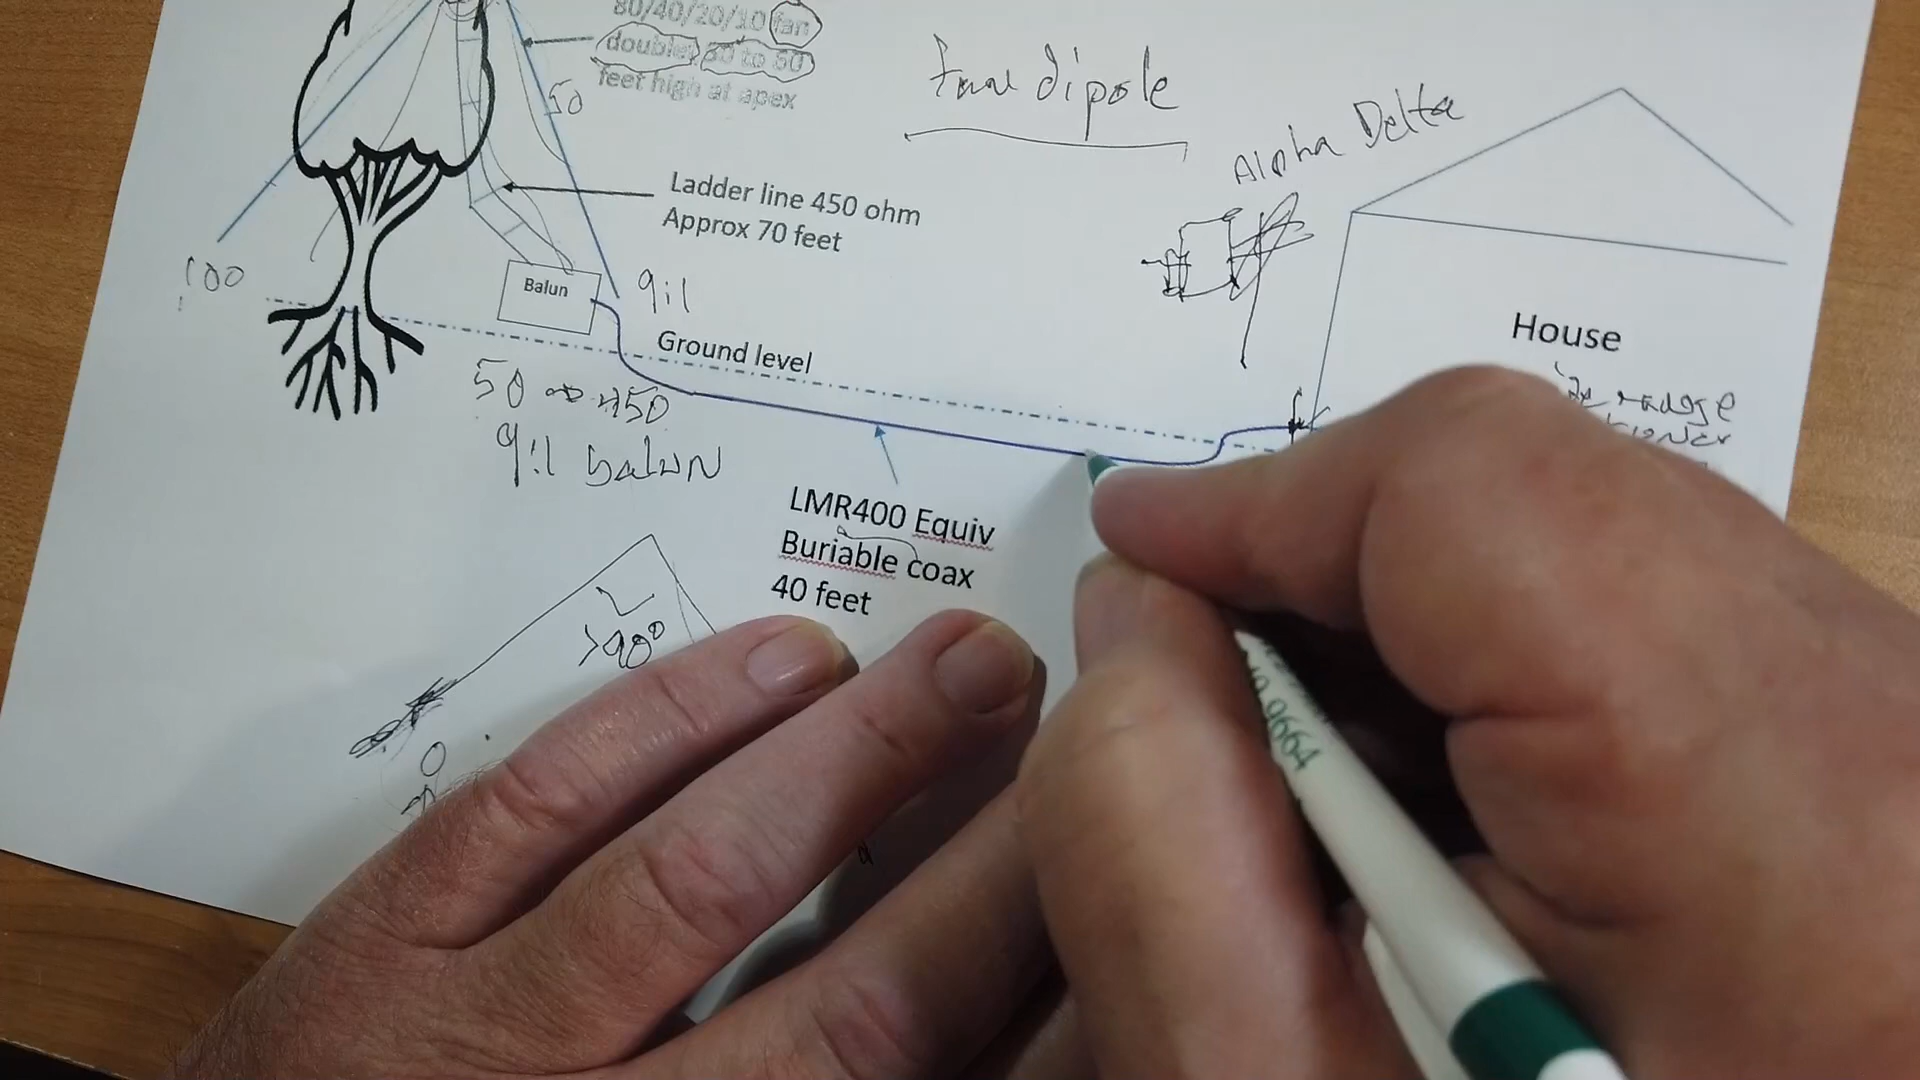 80/40/20/10 fan
doublet 30 to 50
feet high at apex
50
fan dipole
Alpha Delta
Ladder line 450 ohm
Approx 70 feet
100
Balun
9:1
Ground level
House
50 450
9:1 balun
LMR400 Equiv
Buriable coax
40 feet
>90°
9664